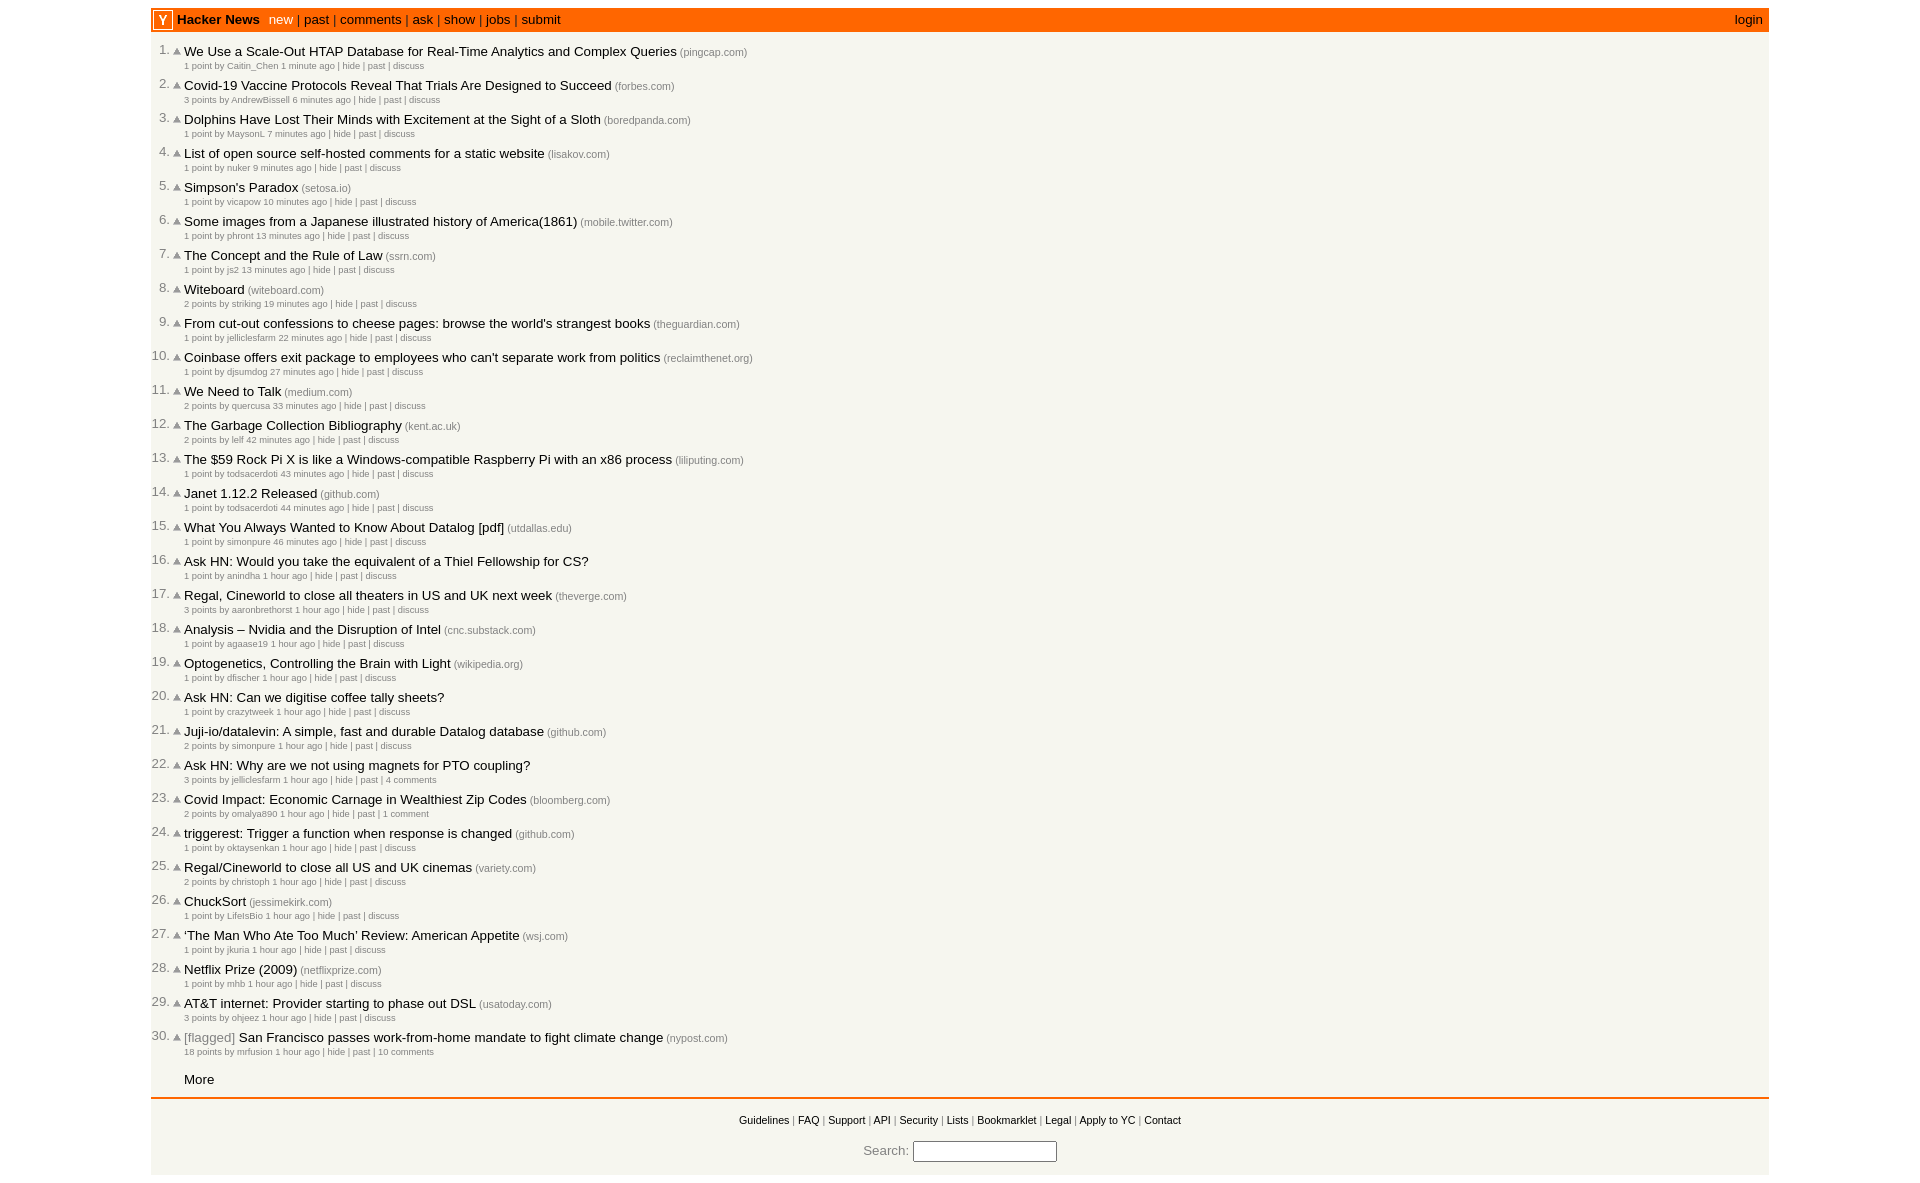 Y Hacker News new | past | comments | ask | show | jobs | submit login
1. We Use a Scale-Out HTAP Database for Real-Time Analytics and Complex Queries (pingcap.com)
1 point by Caitin_Chen 1 minute ago | hide | past | discuss
2. Covid-19 Vaccine Protocols Reveal That Trials Are Designed to Succeed (forbes.com)
3 points by AndrewBissell 6 minutes ago | hide | past | discuss
3. Dolphins Have Lost Their Minds with Excitement at the Sight of a Sloth (boredpanda.com)
1 point by MaysonL 7 minutes ago | hide | past | discuss
4. List of open source self-hosted comments for a static website (lisakov.com)
1 point by nuker 9 minutes ago | hide | past | discuss
5. Simpson's Paradox (setosa.io)
1 point by vicapow 10 minutes ago | hide | past | discuss
6. Some images from a Japanese illustrated history of America(1861) (mobile.twitter.com)
1 point by phront 13 minutes ago | hide | past | discuss
7. The Concept and the Rule of Law (ssrn.com)
1 point by js2 13 minutes ago | hide | past | discuss
8. Witeboard (witeboard.com)
2 points by striking 19 minutes ago | hide | past | discuss
9. From cut-out confessions to cheese pages: browse the world's strangest books (theguardian.com)
1 point by jelliclesfarm 22 minutes ago | hide | past | discuss
10. Coinbase offers exit package to employees who can't separate work from politics (reclaimthenet.org)
1 point by djsumdog 27 minutes ago | hide | past | discuss
11. We Need to Talk (medium.com)
2 points by quercusa 33 minutes ago | hide | past | discuss
12. The Garbage Collection Bibliography (kent.ac.uk)
2 points by lelf 42 minutes ago | hide | past | discuss
13. The $59 Rock Pi X is like a Windows-compatible Raspberry Pi with an x86 process (liliputing.com)
1 point by todsacerdoti 43 minutes ago | hide | past | discuss
14. Janet 1.12.2 Released (github.com)
1 point by todsacerdoti 44 minutes ago | hide | past | discuss
15. What You Always Wanted to Know About Datalog [pdf] (utdallas.edu)
1 point by simonpure 46 minutes ago | hide | past | discuss
16. Ask HN: Would you take the equivalent of a Thiel Fellowship for CS?
1 point by anindha 1 hour ago | hide | past | discuss
17. Regal, Cineworld to close all theaters in US and UK next week (theverge.com)
3 points by aaronbrethorst 1 hour ago | hide | past | discuss
18. Analysis – Nvidia and the Disruption of Intel (cnc.substack.com)
1 point by agaase19 1 hour ago | hide | past | discuss
19. Optogenetics, Controlling the Brain with Light (wikipedia.org)
1 point by dfischer 1 hour ago | hide | past | discuss
20. Ask HN: Can we digitise coffee tally sheets?
1 point by crazytweek 1 hour ago | hide | past | discuss
21. Juji-io/datalevin: A simple, fast and durable Datalog database (github.com)
2 points by simonpure 1 hour ago | hide | past | discuss
22. Ask HN: Why are we not using magnets for PTO coupling?
3 points by jelliclesfarm 1 hour ago | hide | past | 4 comments
23. Covid Impact: Economic Carnage in Wealthiest Zip Codes (bloomberg.com)
2 points by omalya890 1 hour ago | hide | past | 1 comment
24. triggerest: Trigger a function when response is changed (github.com)
1 point by oktaysenkan 1 hour ago | hide | past | discuss
25. Regal/Cineworld to close all US and UK cinemas (variety.com)
2 points by christoph 1 hour ago | hide | past | discuss
26. ChuckSort (jessimekirk.com)
1 point by LifeIsBio 1 hour ago | hide | past | discuss
27. ‘The Man Who Ate Too Much’ Review: American Appetite (wsj.com)
1 point by jkuria 1 hour ago | hide | past | discuss
28. Netflix Prize (2009) (netflixprize.com)
1 point by mhb 1 hour ago | hide | past | discuss
29. AT&T internet: Provider starting to phase out DSL (usatoday.com)
3 points by ohjeez 1 hour ago | hide | past | discuss
30. [flagged] San Francisco passes work-from-home mandate to fight climate change (nypost.com)
18 points by mrfusion 1 hour ago | hide | past | 10 comments
More
Guidelines | FAQ | Support | API | Security | Lists | Bookmarklet | Legal | Apply to YC | Contact
Search: